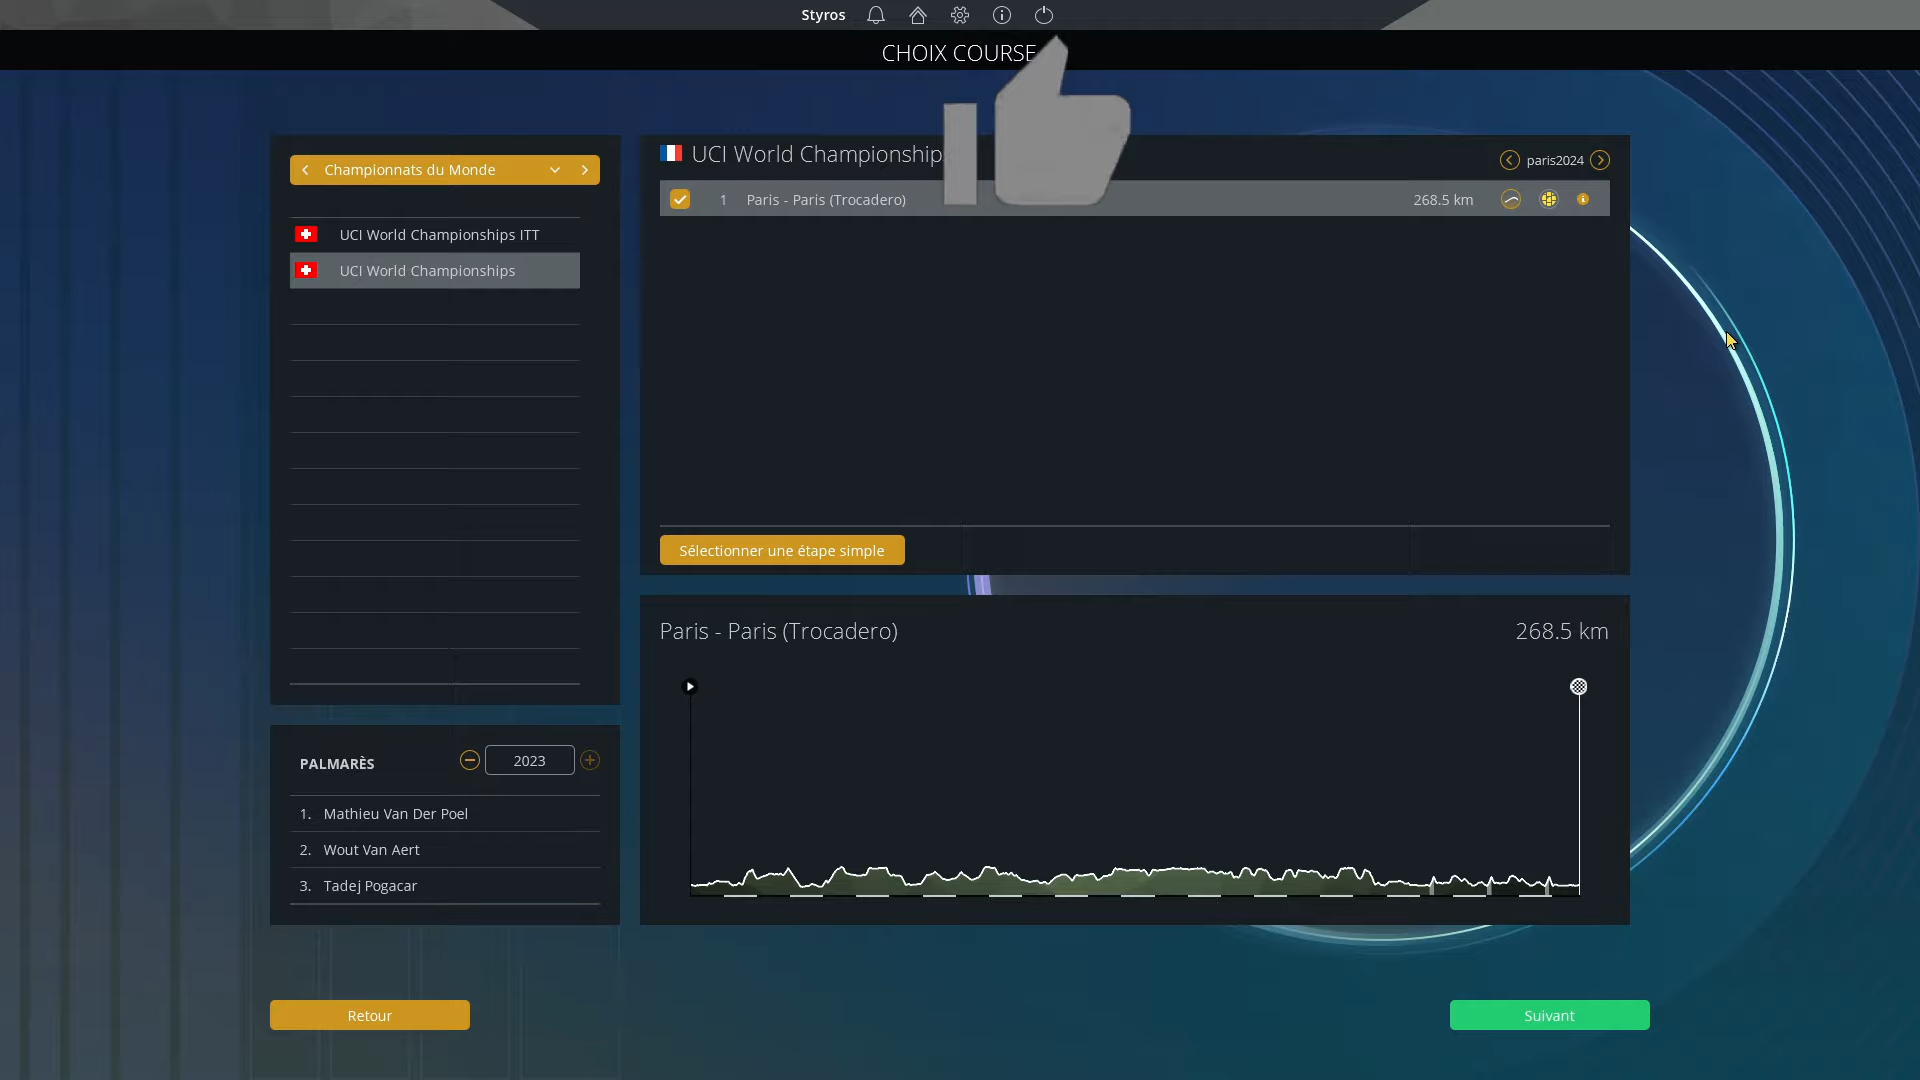 Styros
CHOIX COURSE
Championnats du Monde
UCI World Championships ITT
UCI World Championships
UCI World Championship
paris2024
1 Paris - Paris (Trocadero) 268.5 km
Sélectionner une étape simple
Paris - Paris (Trocadero) 268.5 km
PALMARÈS 2023
1. Mathieu Van Der Poel
2. Wout Van Aert
3. Tadej Pogacar
Retour
Suivant